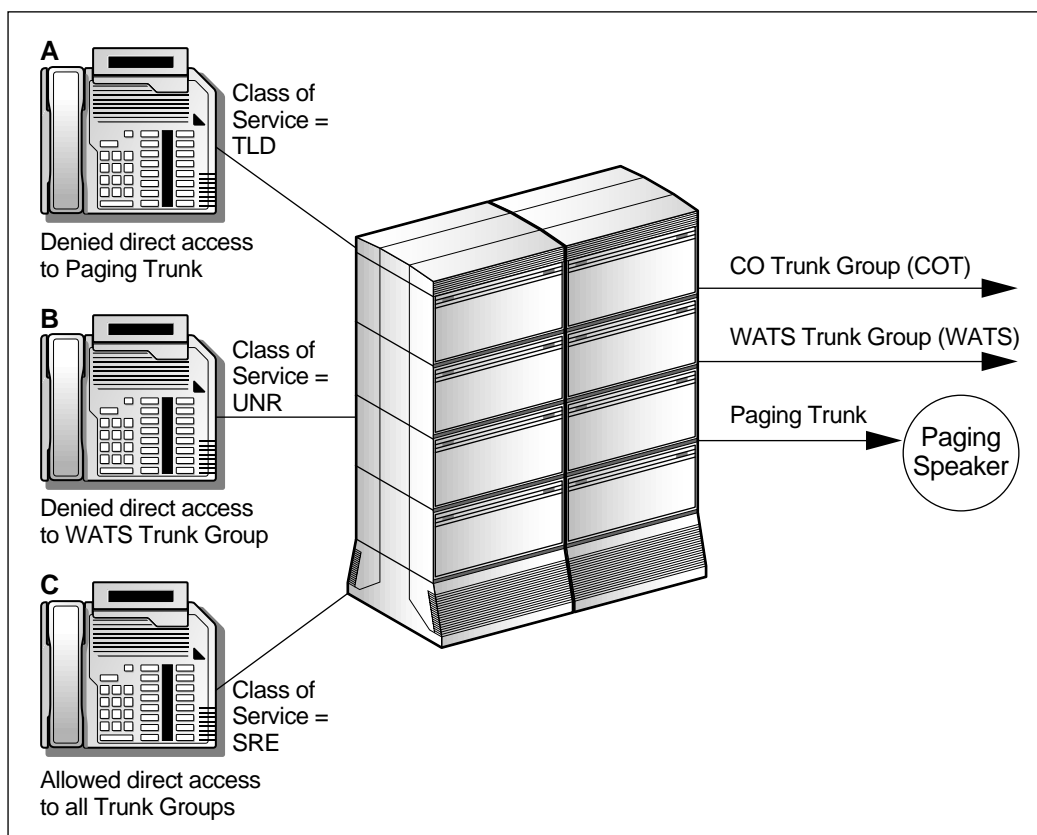 A
Class of
Service =
TLD
Denied direct access
to Paging Trunk
B
Class of
Service =
UNR
Denied direct access
to WATS Trunk Group
C
Class of
Service =
SRE
Allowed direct access
to all Trunk Groups
CO Trunk Group (COT)
WATS Trunk Group (WATS)
Paging Trunk
Paging
Speaker